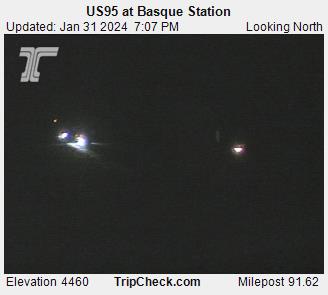 US95 at Basque Station
Updated: Jan 31 2024 7:07 PM Looking North
Elevation 4460 TripCheck.com Milepost 91.62